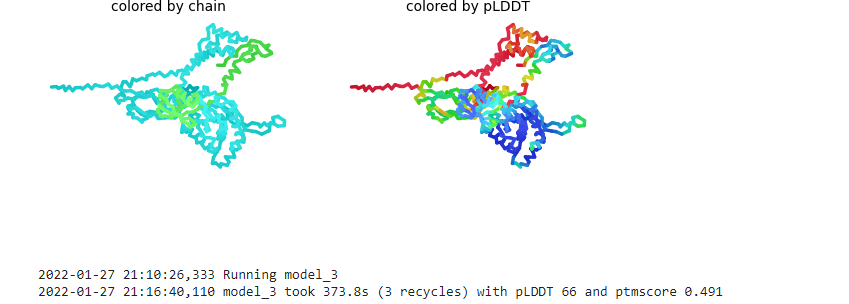 colored by chain
colored by pLDDT
2022-01-27 21:10:26,333 Running model_3
2022-01-27 21:16:40,110 model_3 took 373.8s (3 recycles) with pLDDT 66 and ptmscore 0.491